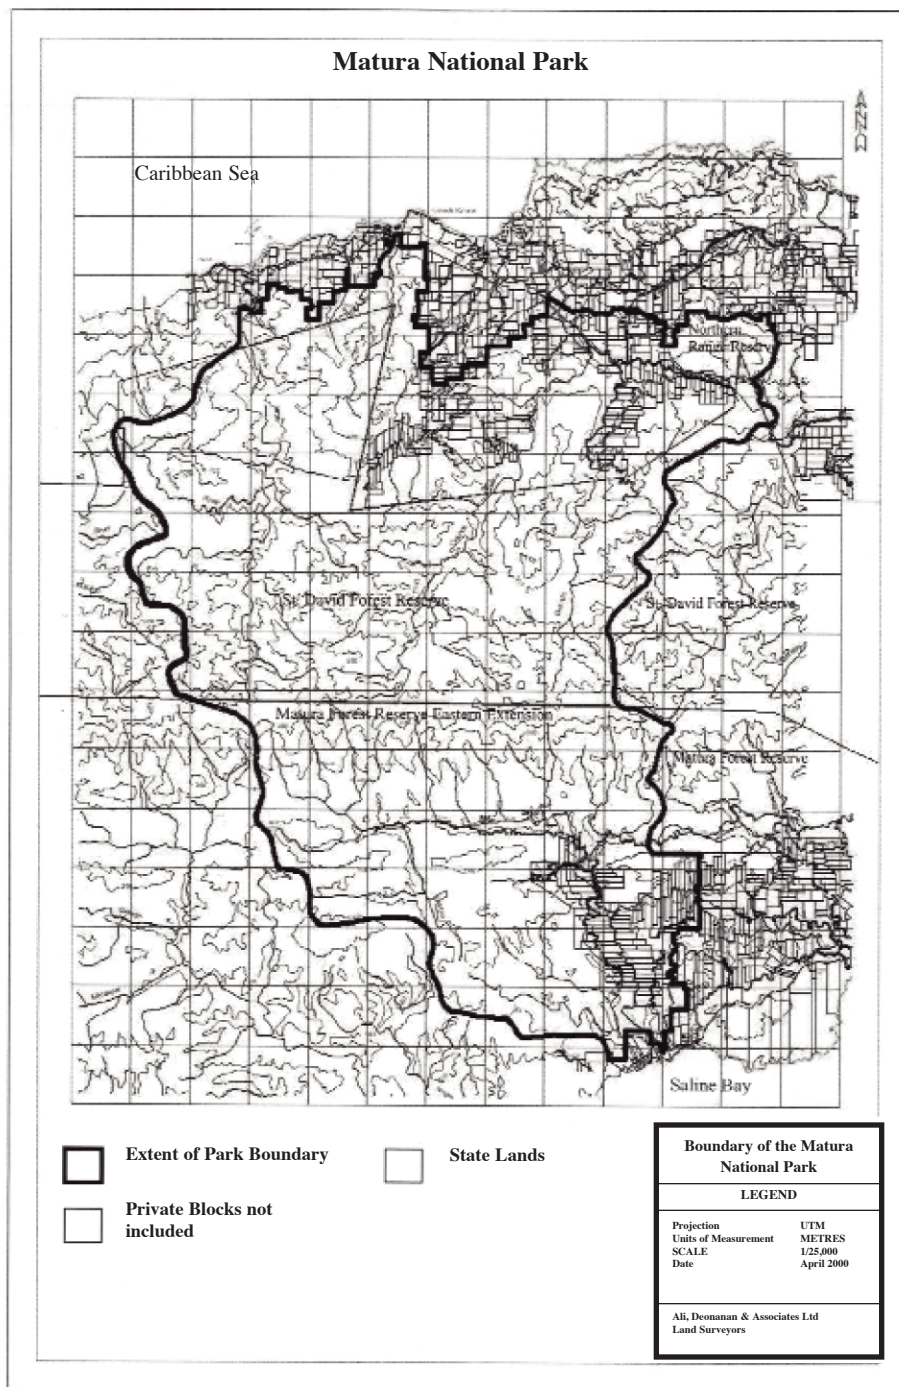 Matura National Park
Caribbean Sea
Northern
Range Reserve
St. David Forest Reserve
St. David Forest Reserve
Matura Forest Reserve Eastern Extension
Matura Forest Reserve
Saline Bay
Extent of Park Boundary
State Lands
Private Blocks not
included
Boundary of the Matura
National Park
LEGEND
Projection UTM
Units of Measurement METRES
SCALE 1/25,000
Date April 2000
Ali, Deonanan & Associates Ltd
Land Surveyors